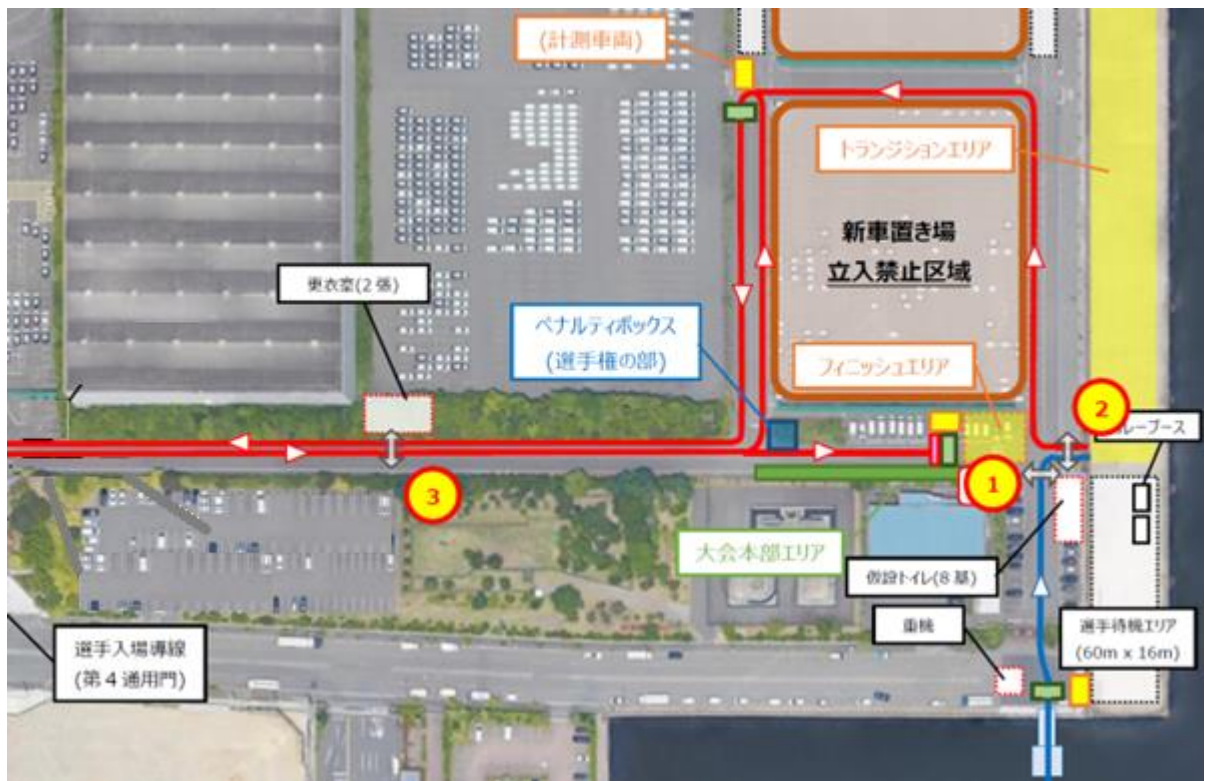 (計測車両)
トランジションエリア
新車置き場
立入禁止区域
更衣室(2 張)
ペナルティボックス
(選手権の部)
フィニッシュエリア
2
レーブース
3
1
大会本部エリア
仮設トイレ(8 基)
重機
選手待機エリア
(60m x 16m)
選手入場導線
(第 4 通用門)